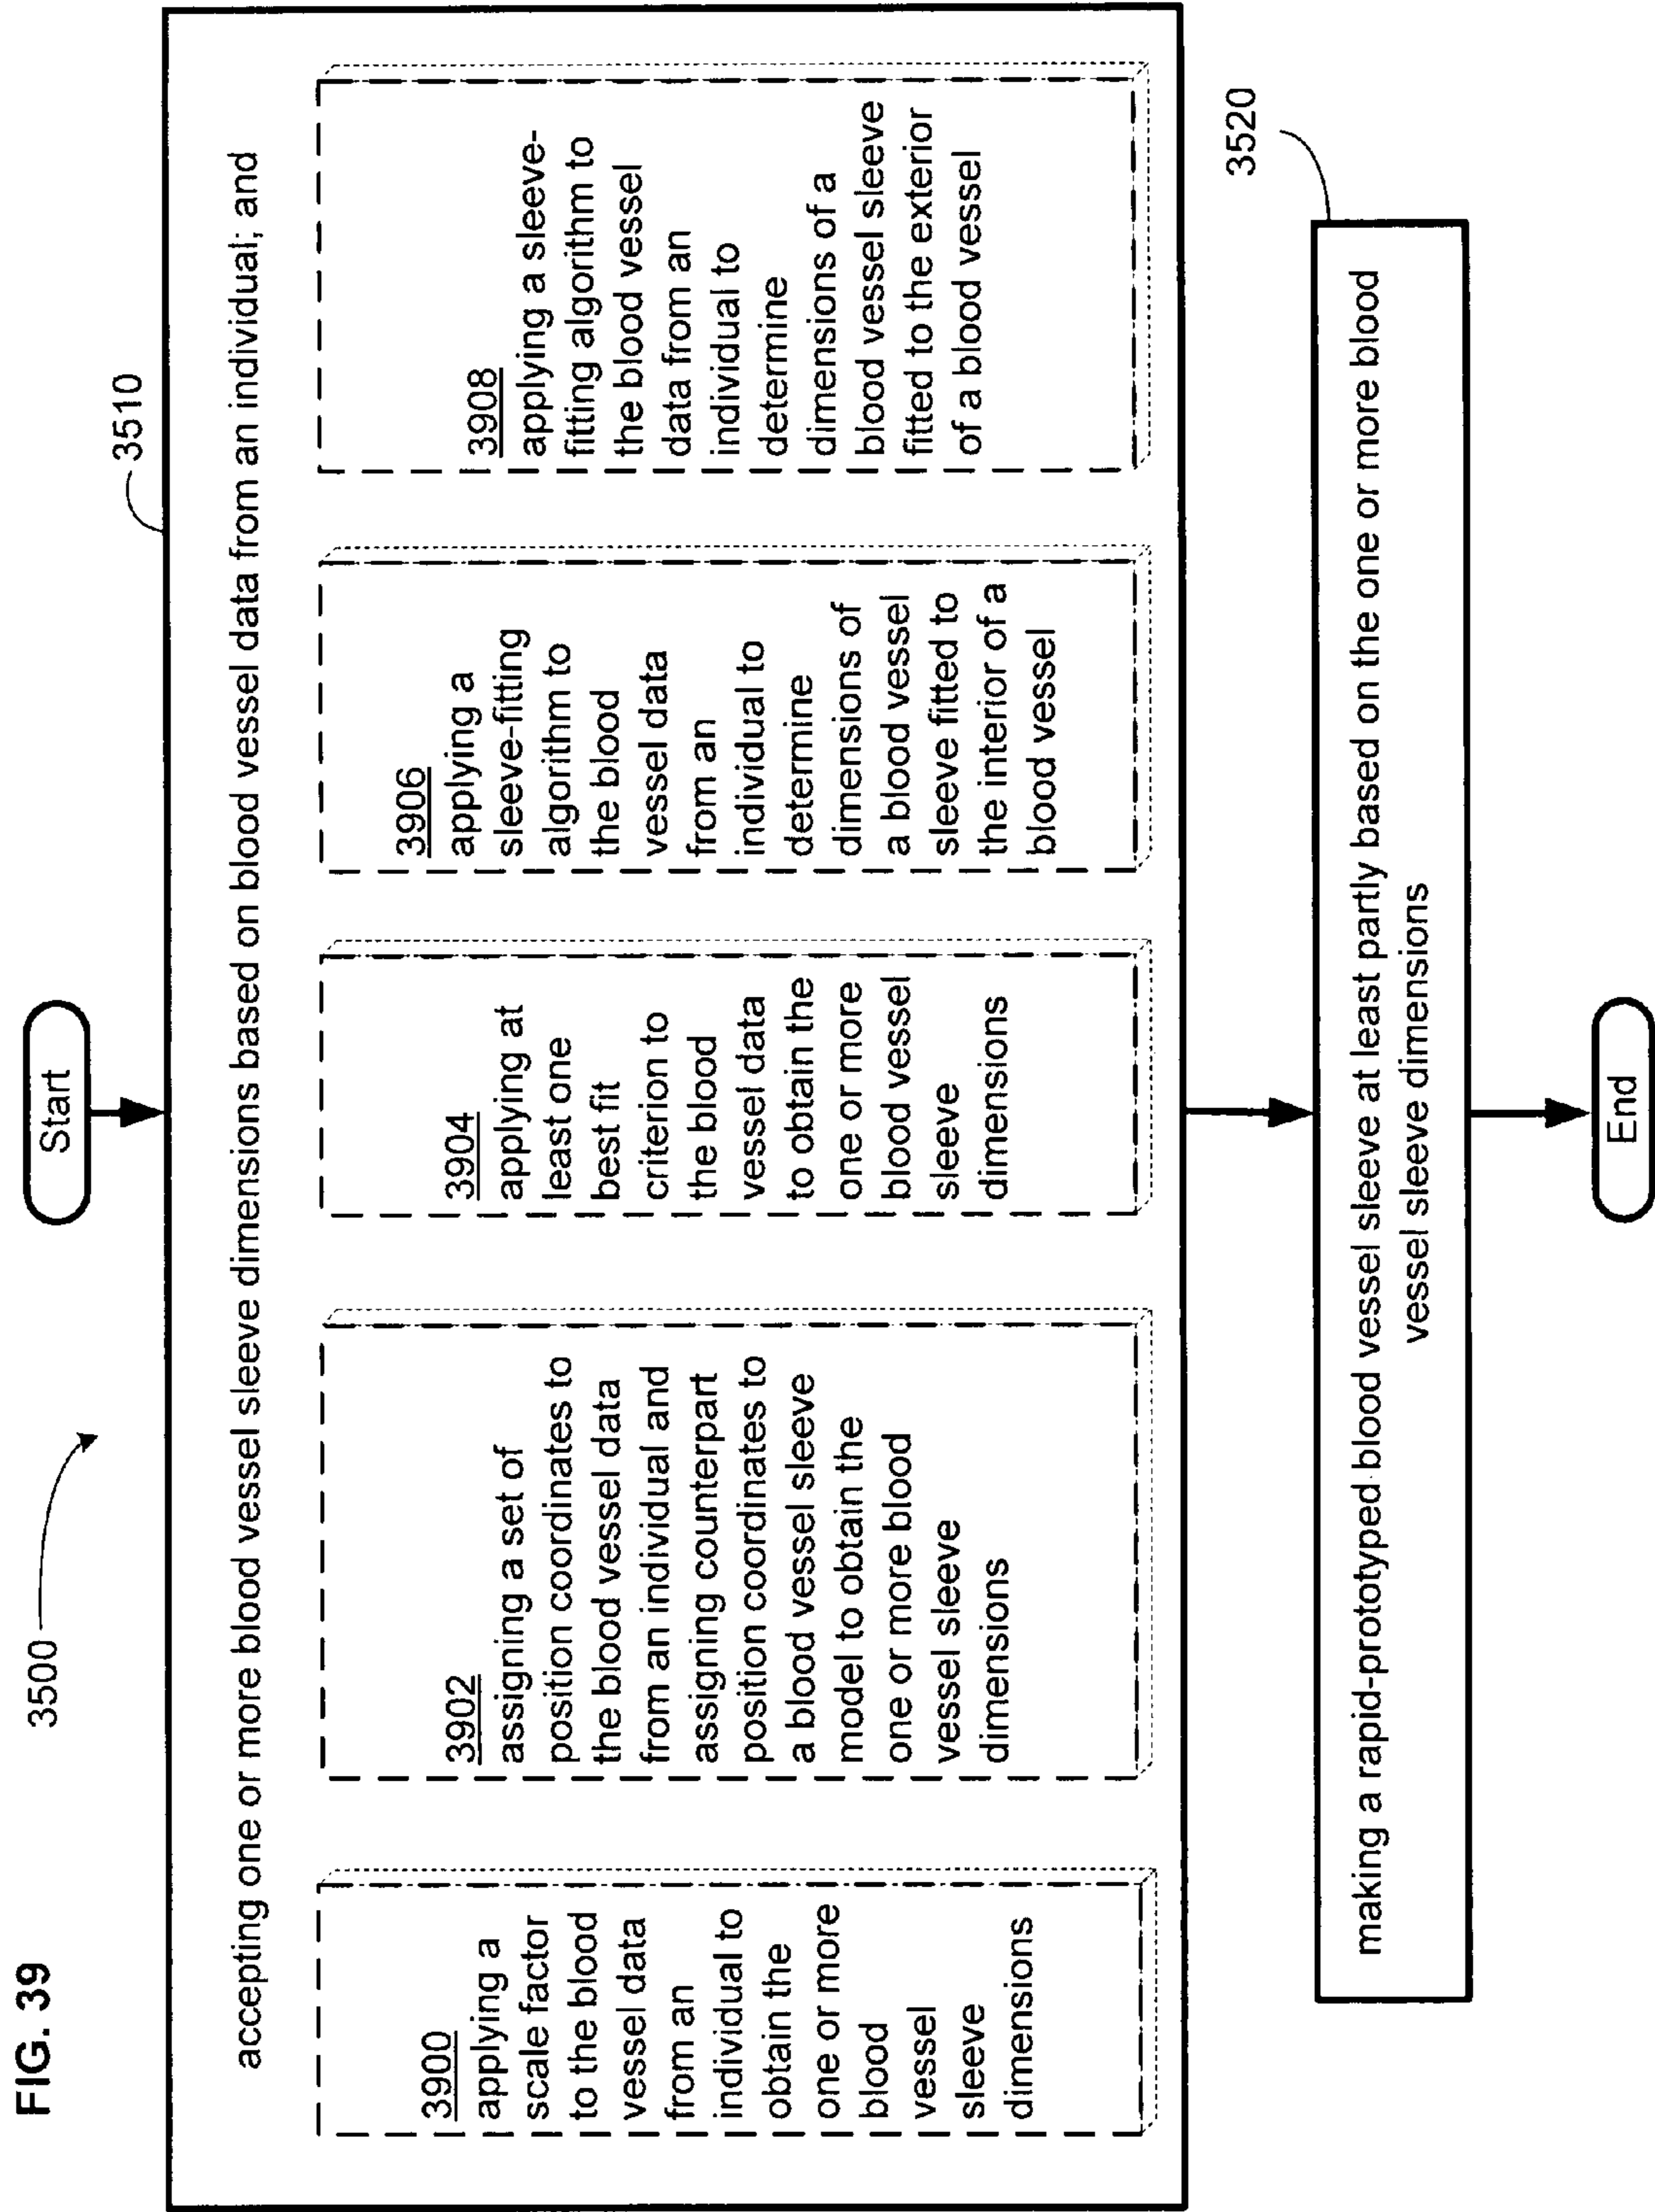 FIG. 39
3500
Start
3510
accepting one or more blood vessel sleeve dimensions based on blood vessel data from an individual; and
3900
applying a
scale factor
to the blood
vessel data
from an
individual to
obtain the
one or more
blood
vessel
sleeve
dimensions
3902
assigning a set of
position coordinates to
the blood vessel data
from an individual and
assigning counterpart
position coordinates to
a blood vessel sleeve
model to obtain the
one or more blood
vessel sleeve
dimensions
3904
applying at
least one
best fit
criterion to
the blood
vessel data
to obtain the
one or more
blood vessel
sleeve
dimensions
3906
applying a
sleeve-fitting
algorithm to
the blood
vessel data
from an
individual to
determine
dimensions of
a blood vessel
sleeve fitted to
the interior of a
blood vessel
3908
applying a sleeve-
fitting algorithm to
the blood vessel
data from an
individual to
determine
dimensions of a
blood vessel sleeve
fitted to the exterior
of a blood vessel
3520
making a rapid-prototyped blood vessel sleeve at least partly based on the one or more blood
vessel sleeve dimensions
End